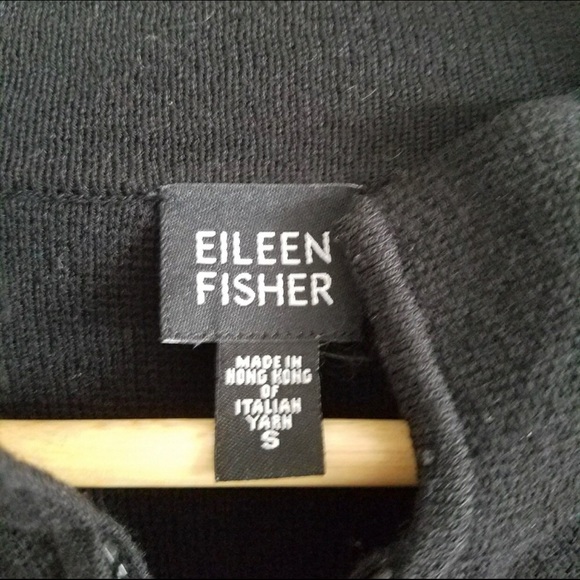 EILEEN
FISHER
MADE IN
HONG KONG
OF
ITALIAN
YARN
S